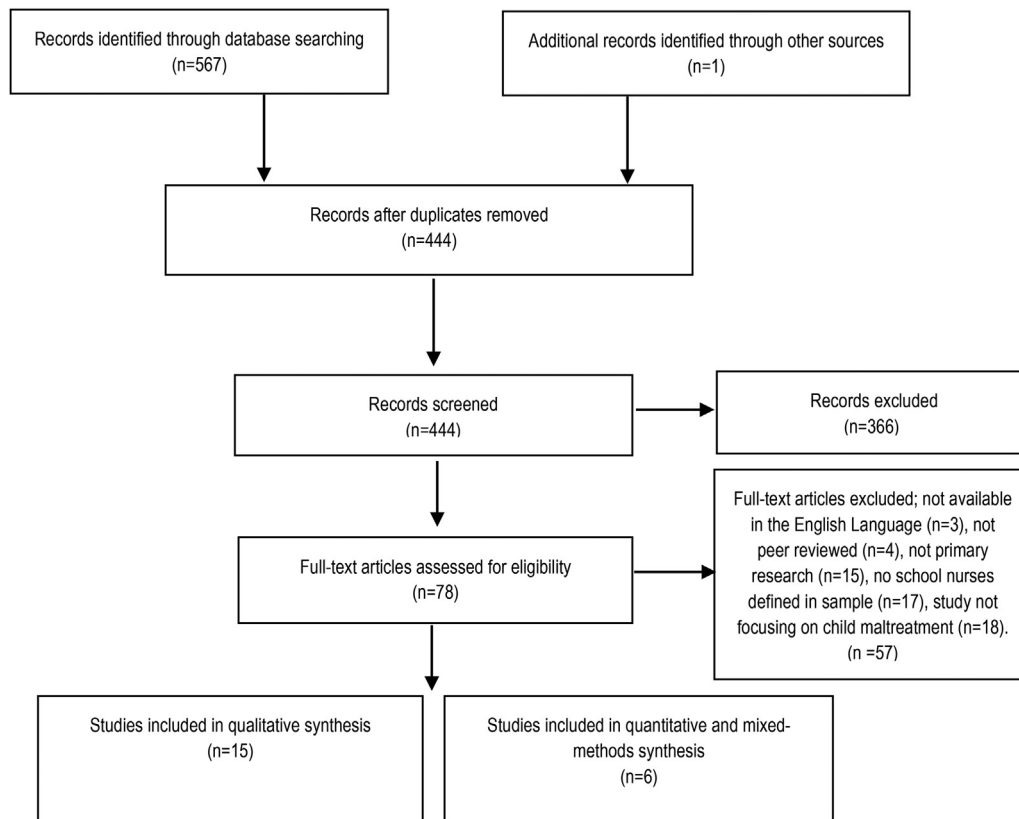 Records identified through database searching
(n=567)
Additional records identified through other sources
(n=1)
Records after duplicates removed
(n=444)
Records screened
(n=444)
Records excluded
(n=366)
Full-text articles assessed for eligibility
(n=78)
Full-text articles excluded; not available
in the English Language (n=3), not
peer reviewed (n=4), not primary
research (n=15), no school nurses
defined in sample (n=17), study not
focusing on child maltreatment (n=18).
(n =57)
Studies included in qualitative synthesis
(n=15)
Studies included in quantitative and mixed-
methods synthesis
(n=6)